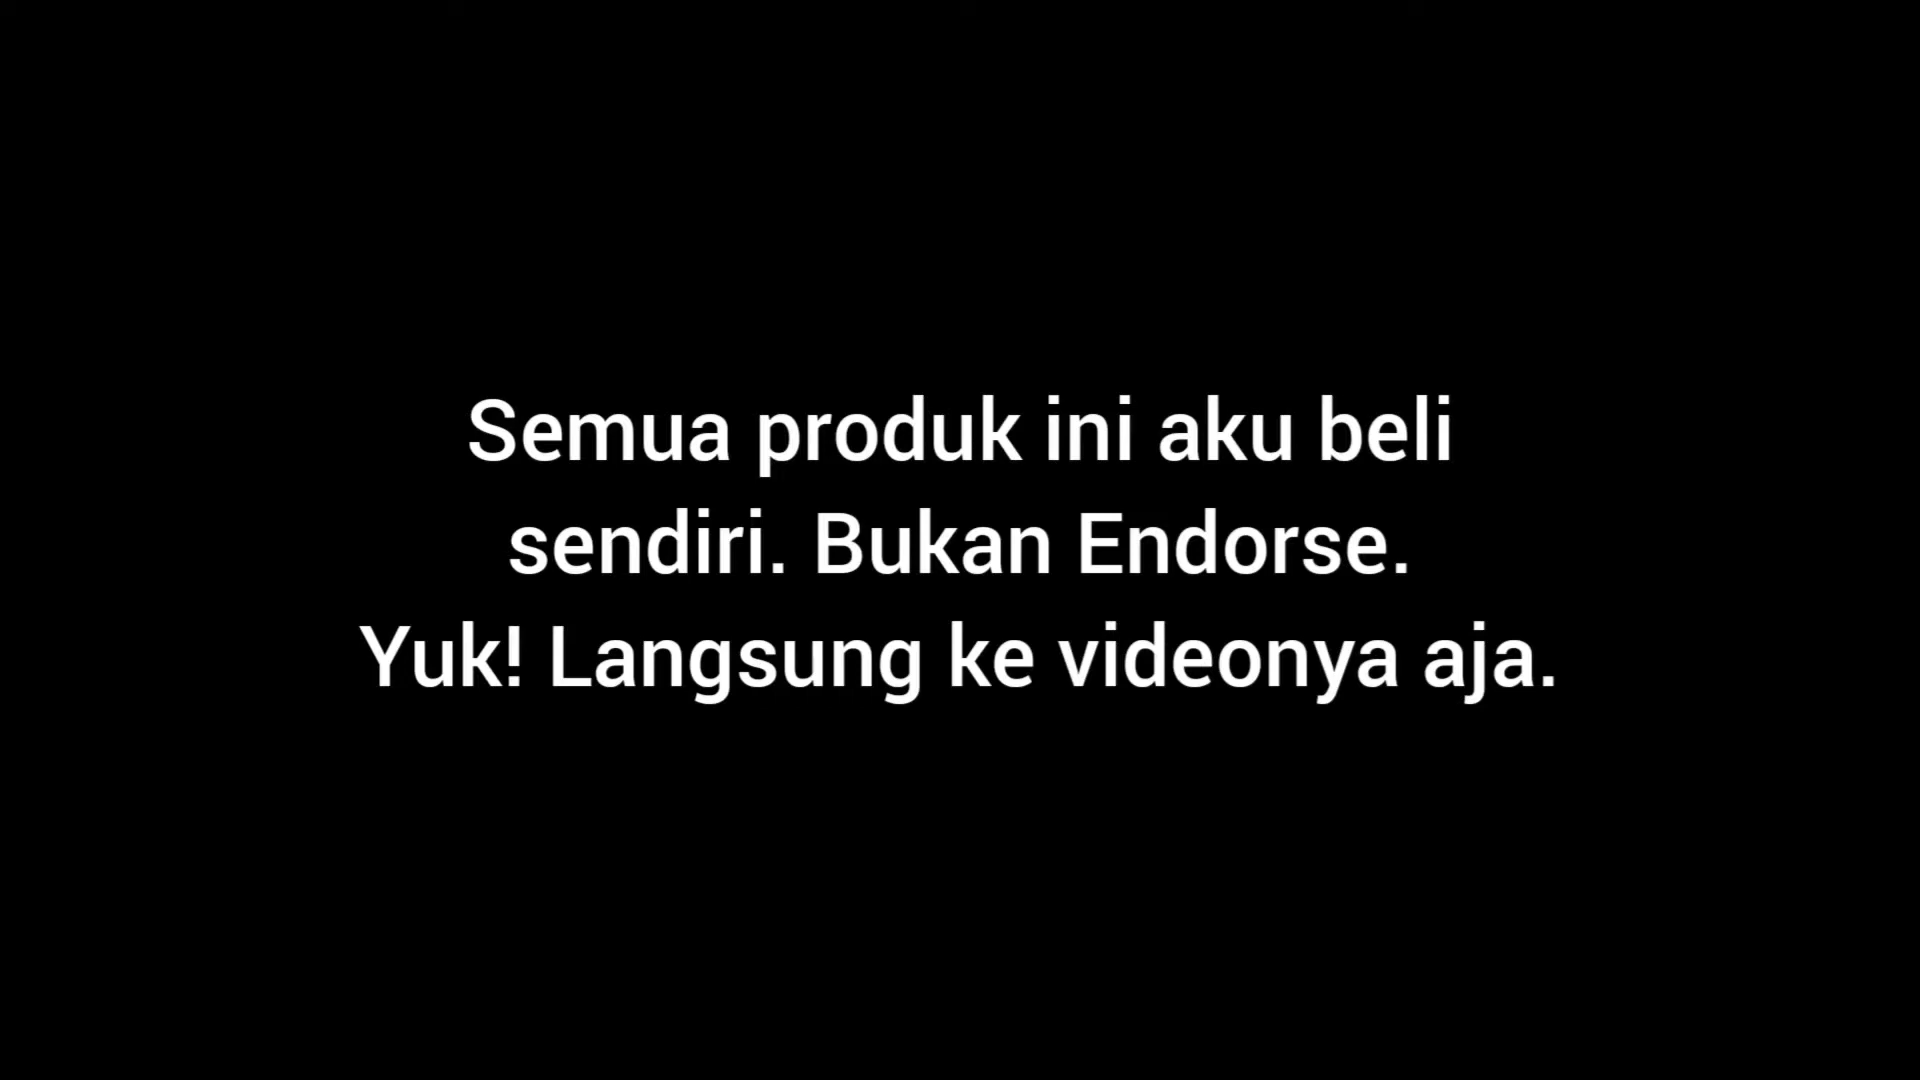 Semua produk ini aku beli
sendiri. Bukan Endorse.
Yuk! Langsung ke videonya aja.